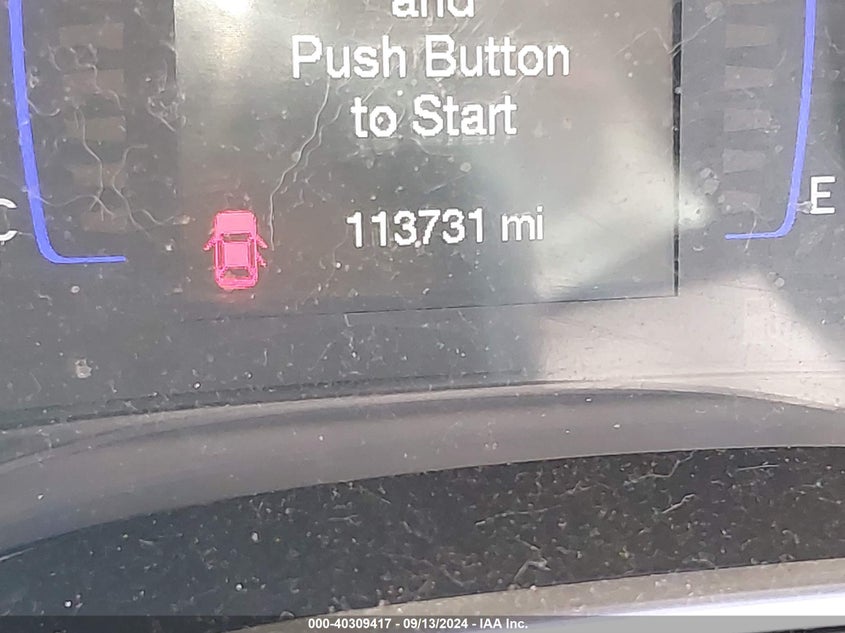 and
Push Button
to Start
C
113731 mi
E
000-40309417 - 09/13/2024 - IAA Inc.